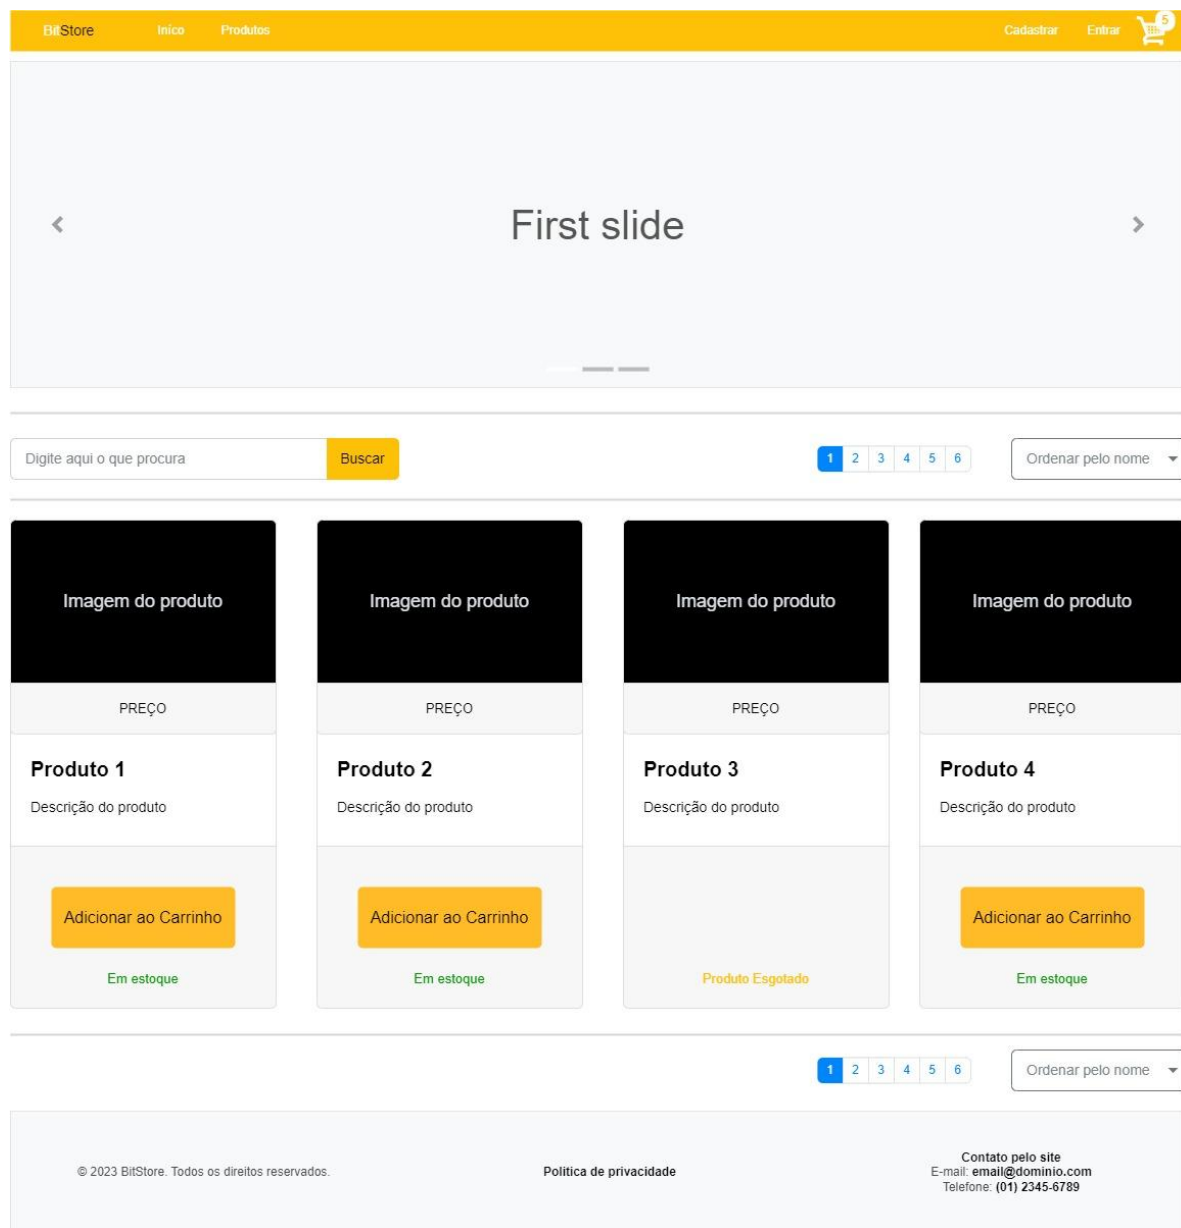 BitStore Iníco Produtos Cadastrar Entrar 5
First slide
Digite aqui o que procura Buscar 1 2 3 4 5 6 Ordenar pelo nome
Imagem do produto Imagem do produto Imagem do produto Imagem do produto
PREÇO PREÇO PREÇO PREÇO
Produto 1 Produto 2 Produto 3 Produto 4
Descrição do produto Descrição do produto Descrição do produto Descrição do produto
Adicionar ao Carrinho Adicionar ao Carrinho Adicionar ao Carrinho
Em estoque Em estoque Produto Esgotado Em estoque
1 2 3 4 5 6 Ordenar pelo nome
Contato pelo site
© 2023 BitStore. Todos os direitos reservados. Política de privacidade E-mail: email@dominio.com
Telefone: (01) 2345-6789